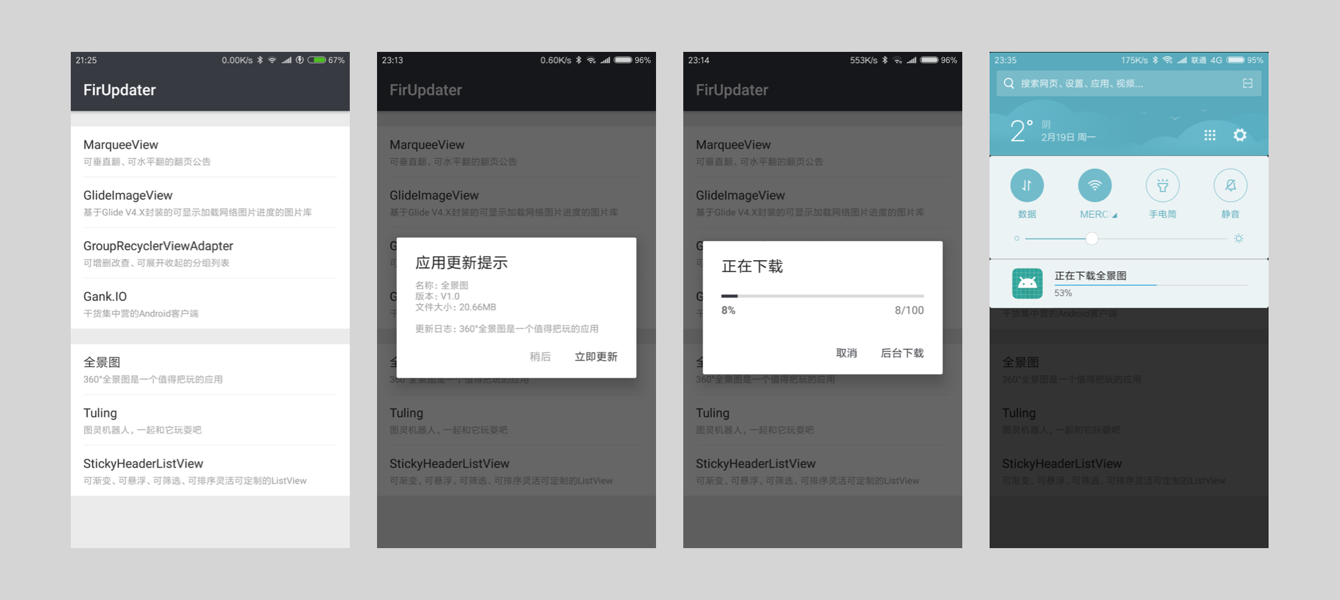 21:25
0.00K/s 67%
FirUpdater
MarqueeView
可垂直翻、可水平翻的翻页公告
GlideImageView
基于Glide V4.X封装的可显示加载网络图片进度的图片库
GroupRecyclerViewAdapter
可增删改查、可展开收起的分组列表
Gank.IO
干货集中营的Android客户端
全景图
360°全景图是一个值得把玩的应用
Tuling
图灵机器人，一起和它玩耍吧
StickyHeaderListView
可渐变、可悬浮、可筛选、可排序灵活可定制的ListView
23:13
0.60K/s 96%
FirUpdater
MarqueeView
可垂直翻、可水平翻的翻页公告
GlideImageView
基于Glide V4.X封装的可显示加载网络图片进度的图片库
应用更新提示
名称：全景图
版本：V1.0
文件大小：20.66MB
更新日志：360°全景图是一个值得把玩的应用
稍后 立即更新
360°全景图是一个值得把玩的应用
Tuling
图灵机器人，一起和它玩耍吧
StickyHeaderListView
可渐变、可悬浮、可筛选、可排序灵活可定制的ListView
23:14
553K/s 96%
FirUpdater
MarqueeView
可垂直翻、可水平翻的翻页公告
GlideImageView
基于Glide V4.X封装的可显示加载网络图片进度的图片库
正在下载
8% 8/100
取消 后台下载
360°全景图是一个值得把玩的应用
Tuling
图灵机器人，一起和它玩耍吧
StickyHeaderListView
可渐变、可悬浮、可筛选、可排序灵活可定制的ListView
23:35
175K/s 联通 4G 95%
搜索网页、设置、应用、视频...
2° 阴
2月19日 周一
数据 MERC 手电筒 静音
正在下载全景图
53%
干货集中营的Android客户端
全景图
360°全景图是一个值得把玩的应用
Tuling
图灵机器人，一起和它玩耍吧
StickyHeaderListView
可渐变、可悬浮、可筛选、可排序灵活可定制的ListView